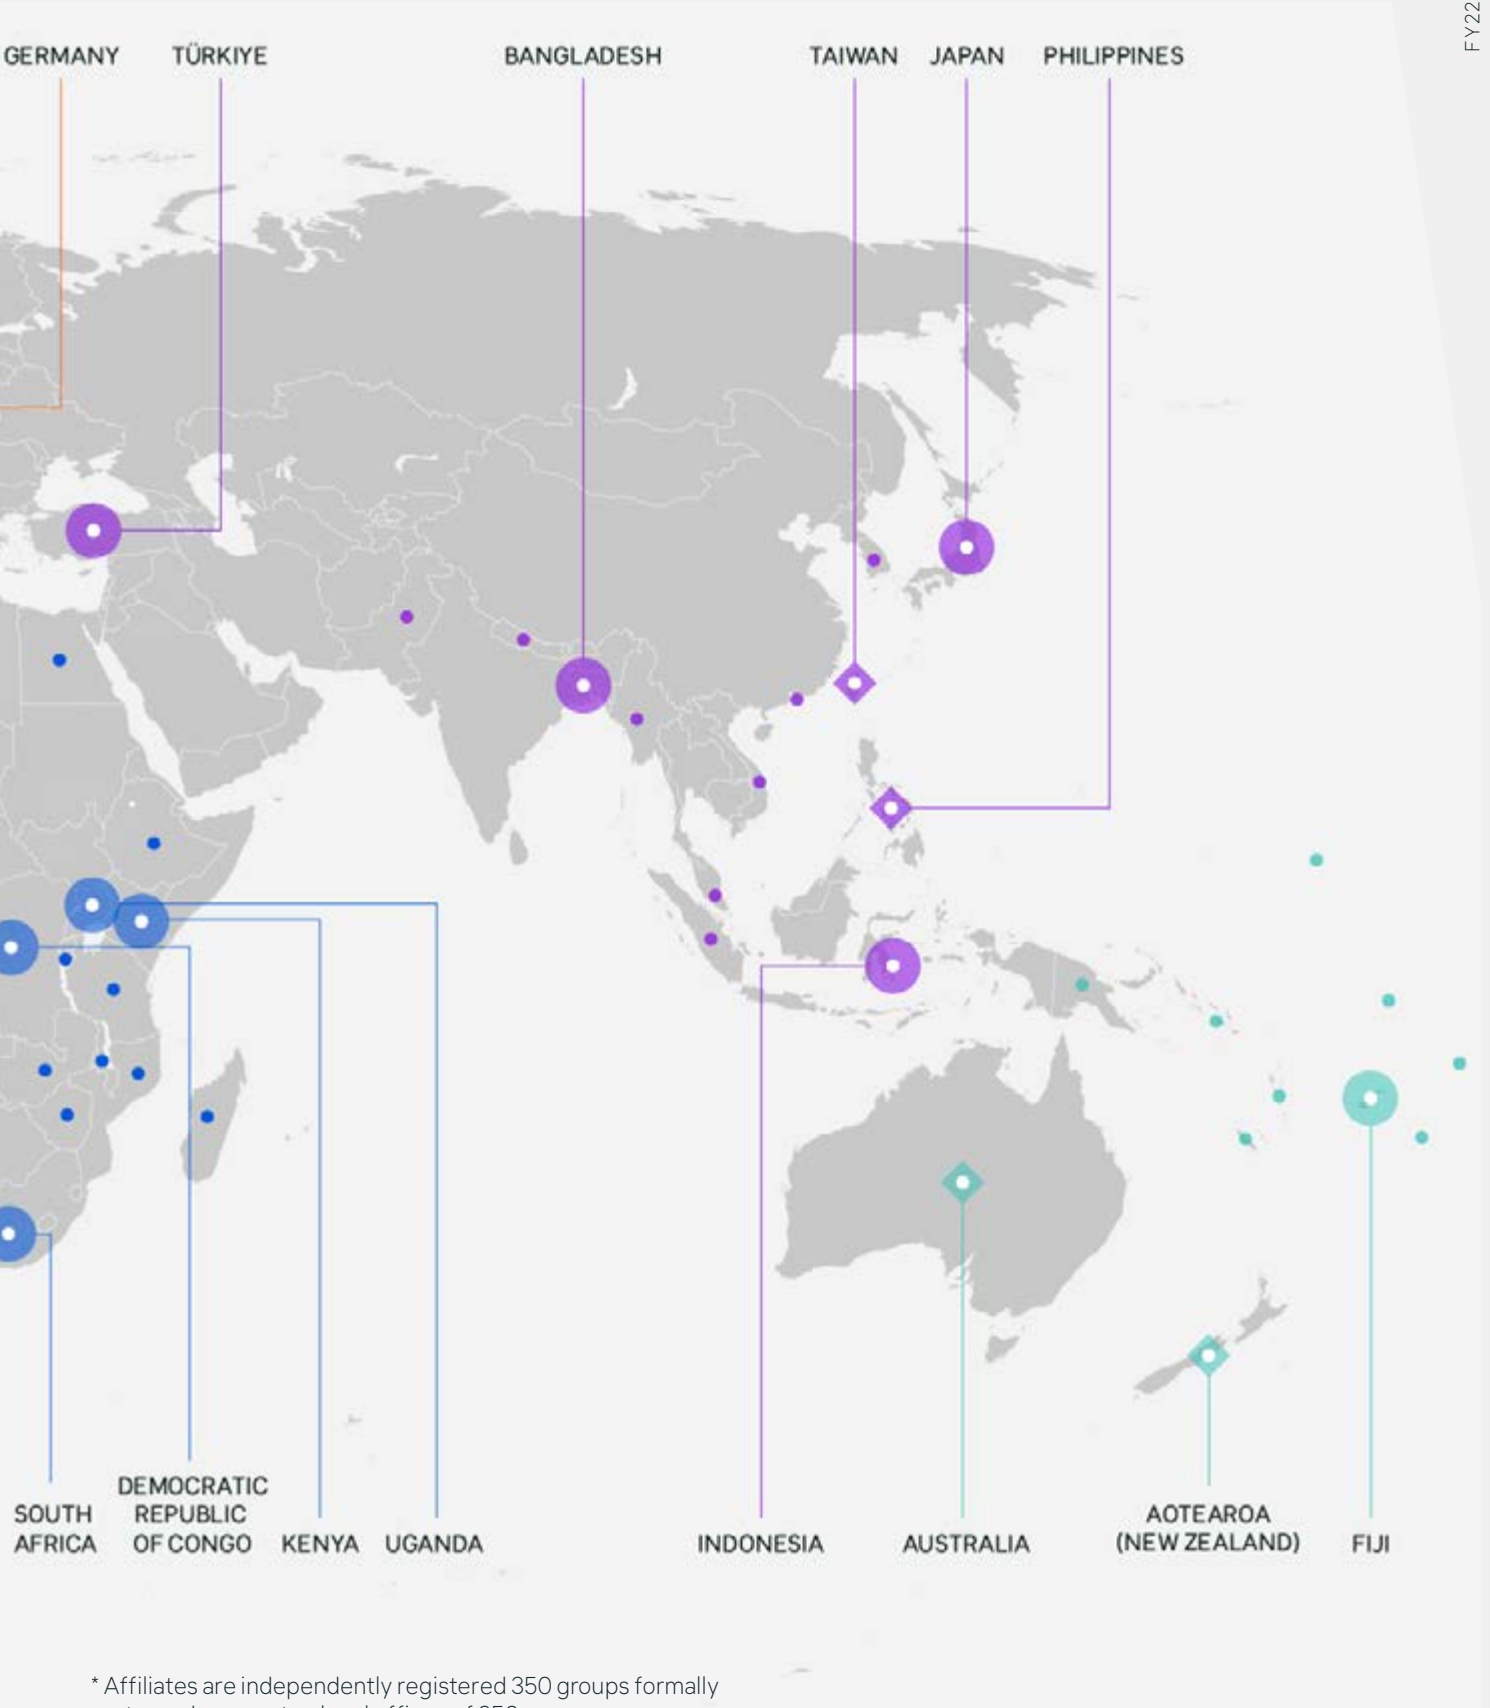 FY22
GERMANY
TÜRKIYE
BANGLADESH
TAIWAN
JAPAN
PHILIPPINES
SOUTH
AFRICA
DEMOCRATIC
REPUBLIC
OF CONGO
KENYA
UGANDA
INDONESIA
AUSTRALIA
AOTEAROA
(NEW ZEALAND)
FIJI
* Affiliates are independently registered 350 groups formally